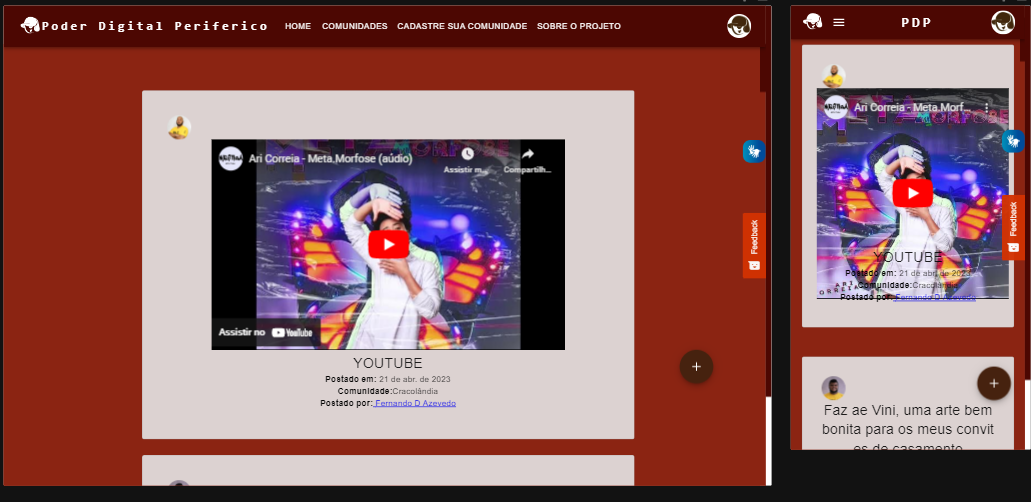 Poder Digital Periferico
HOME COMUNIDADES CADASTRE SUA COMUNIDADE SOBRE O PROJETO
Ari Correia - Meta,Morfose (aúdio)
Assistir m... Compartilh...
Assistir no YouTube
YOUTUBE
Postado em: 21 de abr. de 2023
Comunidade:Cracolândia
Postado por: Fernando D Azevedo
Feedback
+
PDP
Ari Correia - Meta,Morf...
YOUTUBE
Postado em: 21 de abr. de 2023
Comunidade:Cracolândia
Postado por: Fernando D Azevedo
Feedback
+
Faz ae Vini, uma arte bem
bonita para os meus convit
es de casamento